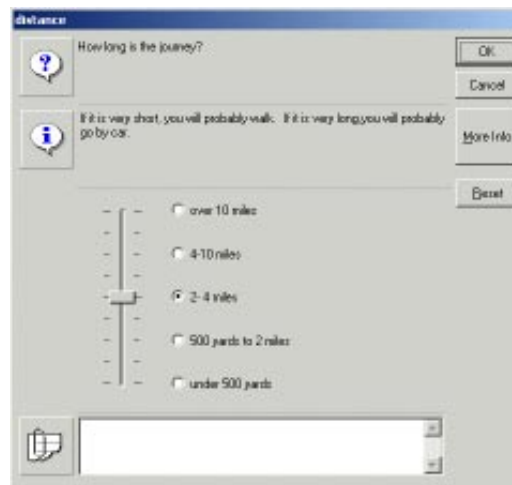 distance
How long is the journey?
OK
Cancel
If it is very short, you will probably walk. If it is very long,you will probably
go by car.
More Info
Reset
over 10 miles
4-10 miles
2- 4 miles
500 yards to 2 miles
under 500 yards